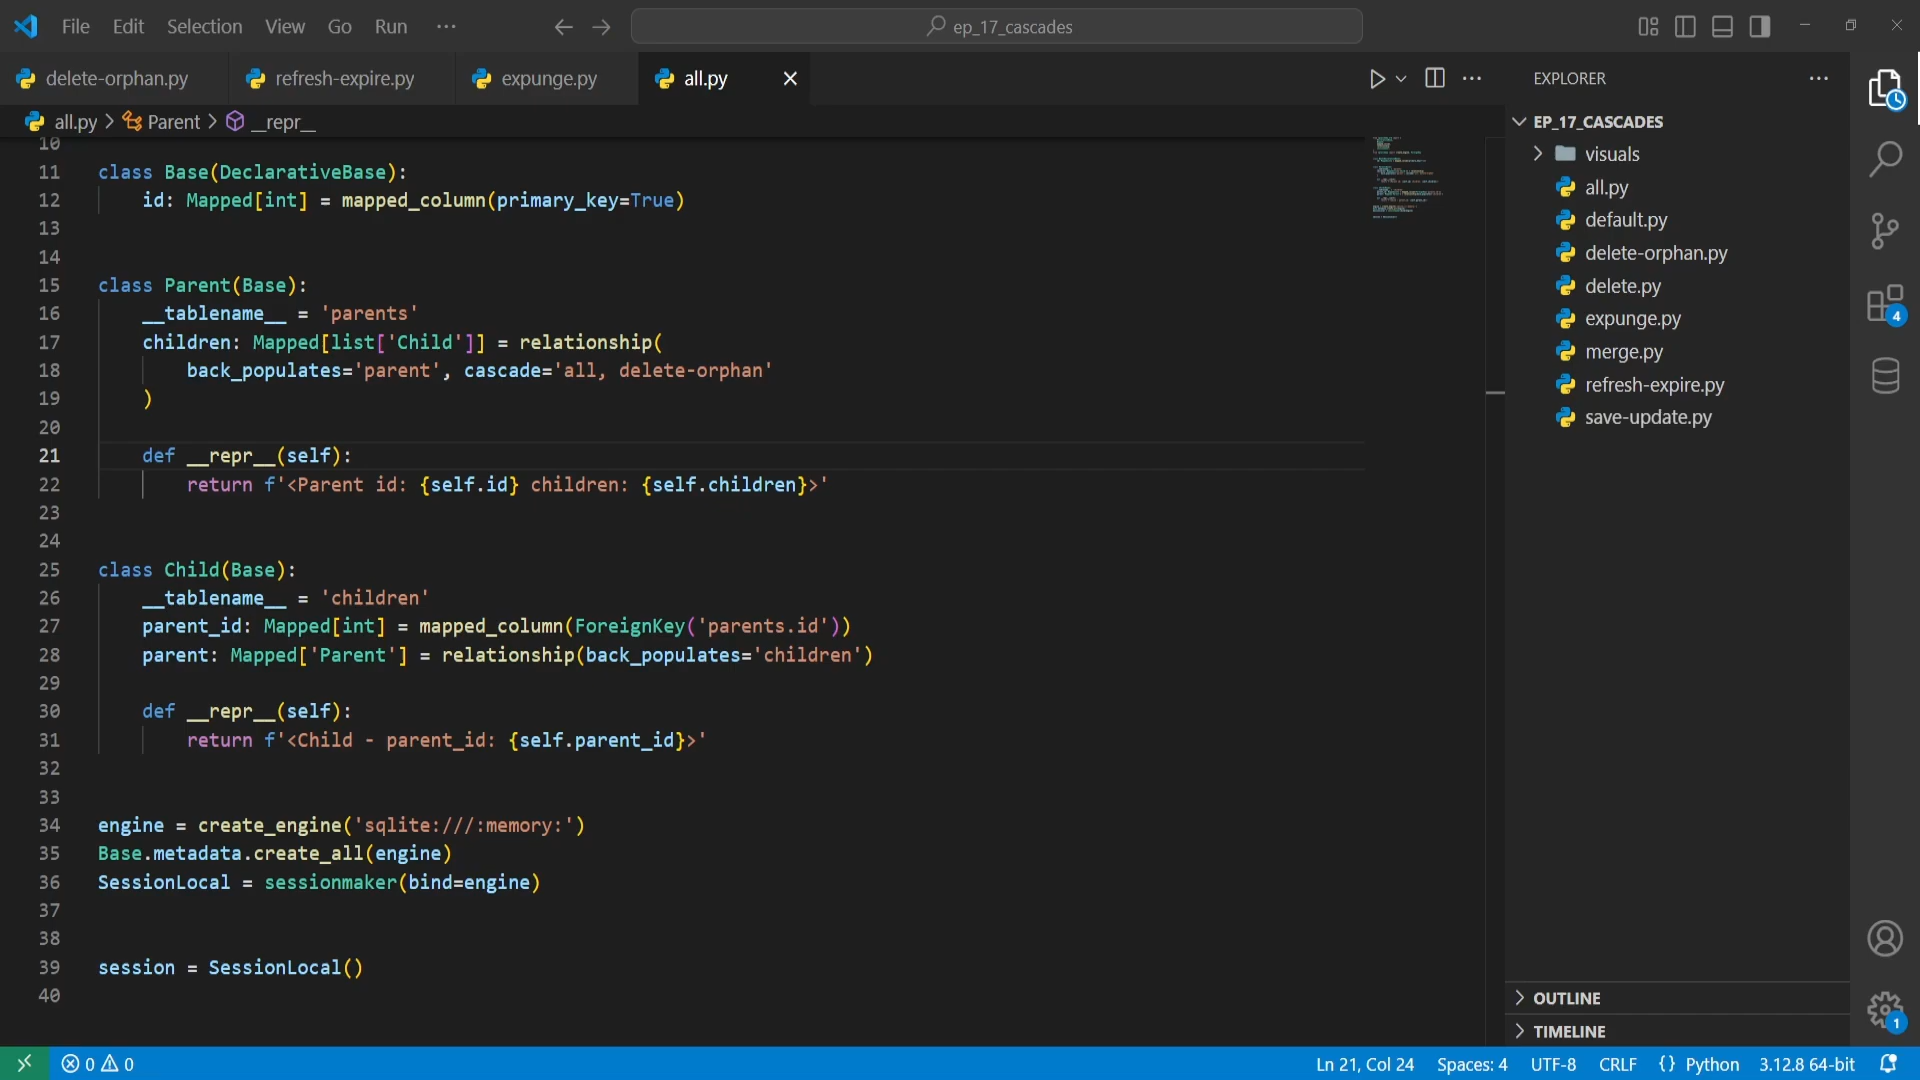 File Edit Selection View Go Run ···
ep_17_cascades
delete-orphan.py refresh-expire.py expunge.py all.py
EXPLORER
all.py > Parent > __repr__
EP_17_CASCADES
visuals
all.py
default.py
delete-orphan.py
delete.py
expunge.py
merge.py
refresh-expire.py
save-update.py
OUTLINE
TIMELINE
10
11 class Base(DeclarativeBase):
12 id: Mapped[int] = mapped_column(primary_key=True)
13
14
15 class Parent(Base):
16 __tablename__ = 'parents'
17 children: Mapped[list['Child']] = relationship(
18 back_populates='parent', cascade='all, delete-orphan'
19 )
20
21 def __repr__(self):
22 return f'<Parent id: {self.id} children: {self.children}>'
23
24
25 class Child(Base):
26 __tablename__ = 'children'
27 parent_id: Mapped[int] = mapped_column(ForeignKey('parents.id'))
28 parent: Mapped['Parent'] = relationship(back_populates='children')
29
30 def __repr__(self):
31 return f'<Child - parent_id: {self.parent_id}>'
32
33
34 engine = create_engine('sqlite:///:memory:')
35 Base.metadata.create_all(engine)
36 SessionLocal = sessionmaker(bind=engine)
37
38
39 session = SessionLocal()
40
4
1
0 0
Ln 21, Col 24 Spaces: 4 UTF-8 CRLF {} Python 3.12.8 64-bit